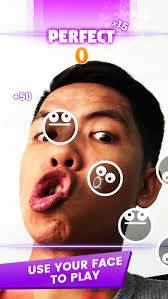 ×15
PERFECT
0
+50
USE YOUR FACE
TO PLAY